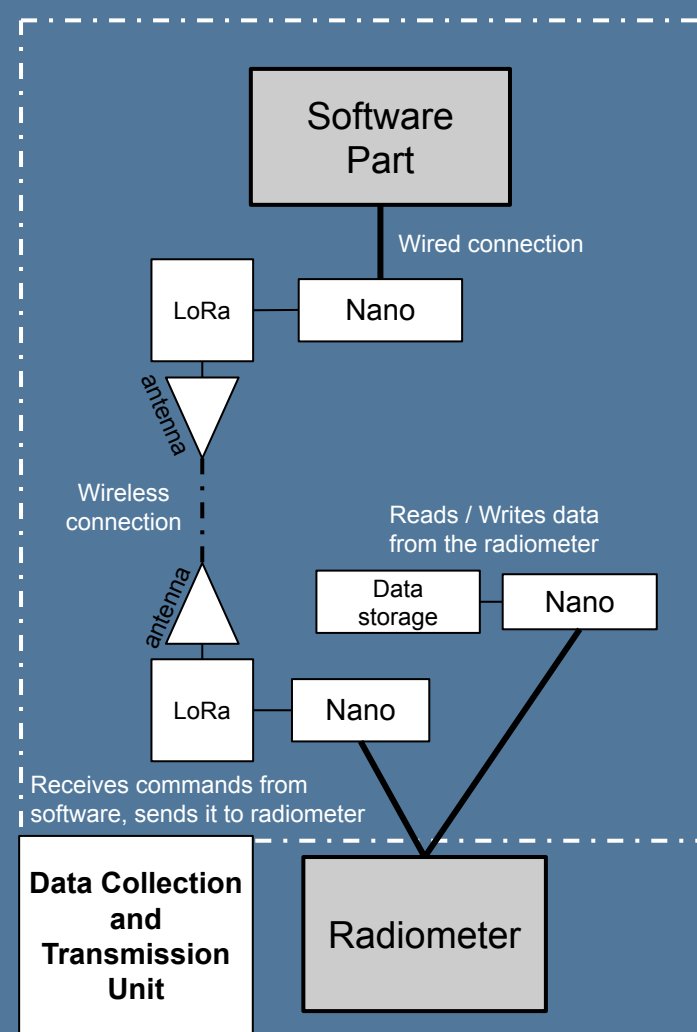 Software
Part
Wired connection
LoRa
Nano
antenna
Wireless
connection
Reads / Writes data
from the radiometer
antenna
Data
storage
Nano
LoRa
Nano
Receives commands from
software, sends it to radiometer
Data Collection
and
Transmission
Unit
Radiometer